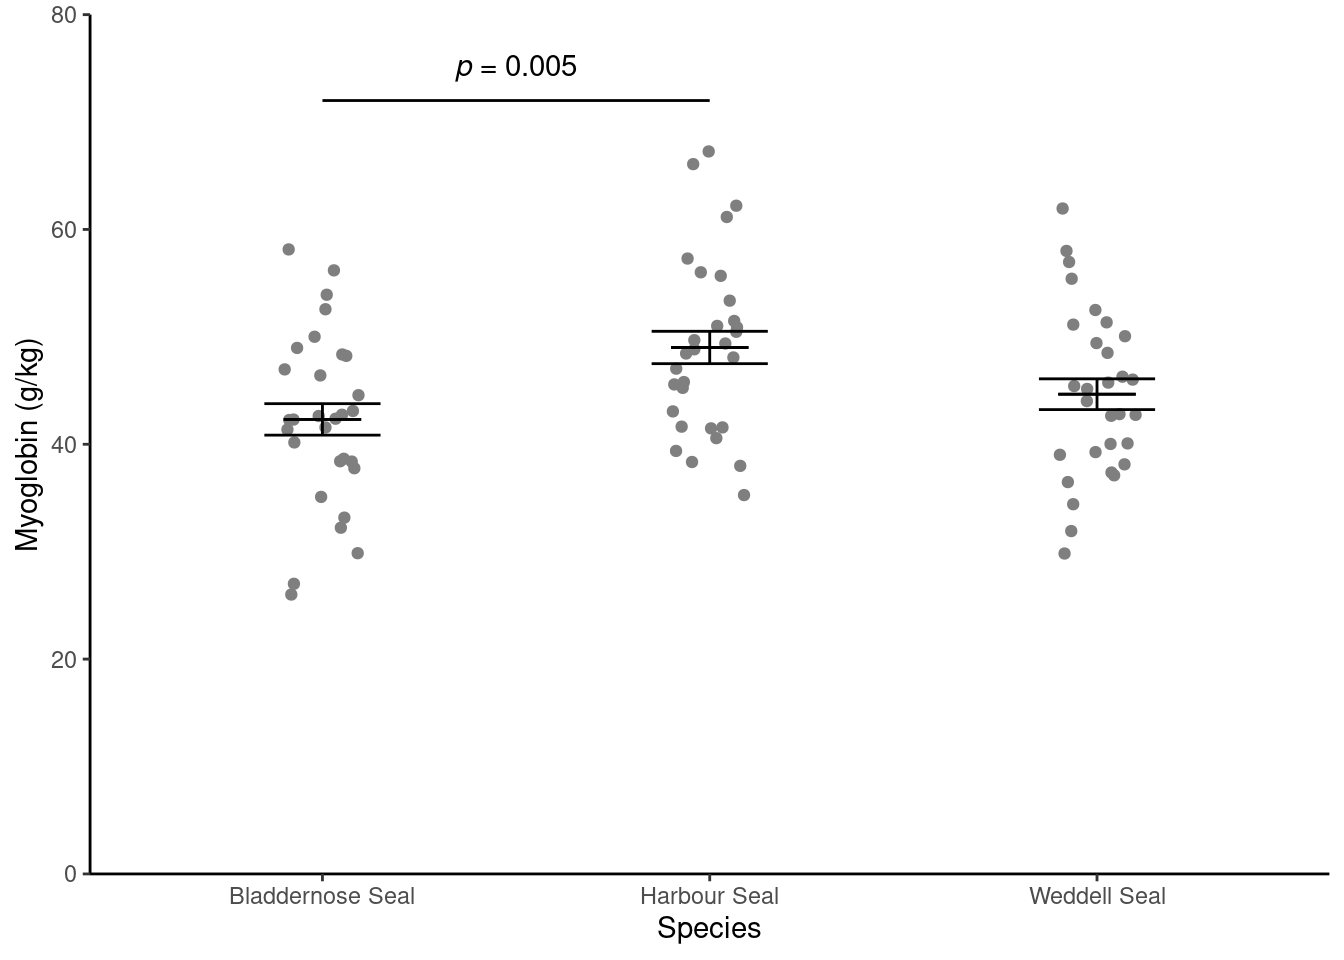 80
p = 0.005
60
Myoglobin (g/kg)
40
20
0
Bladdernose Seal Harbour Seal Weddell Seal
Species